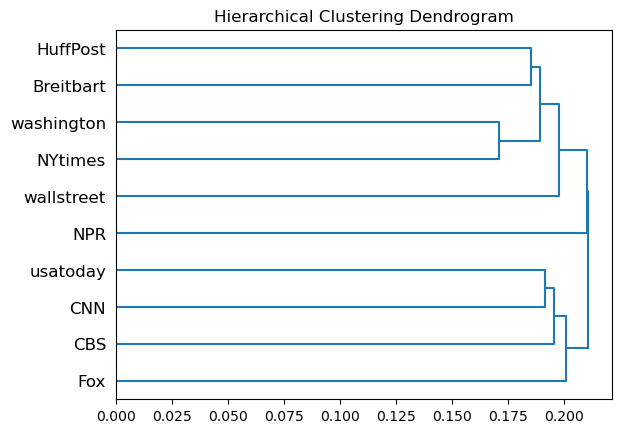 Hierarchical Clustering Dendrogram
HuffPost
Breitbart
washington
NYtimes
wallstreet
NPR
usatoday
CNN
CBS
Fox
0.000 0.025 0.050 0.075 0.100 0.125 0.150 0.175 0.200